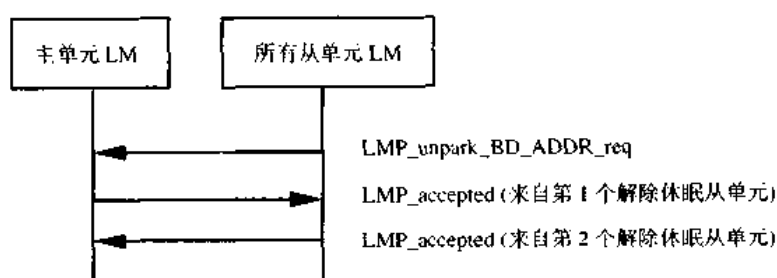 主单元 LM
所有从单元 LM
LMP_unpark_BD_ADDR_req
LMP_accepted (来自第 1 个解除休眠从单元)
LMP_accepted (来自第 2 个解除休眠从单元)